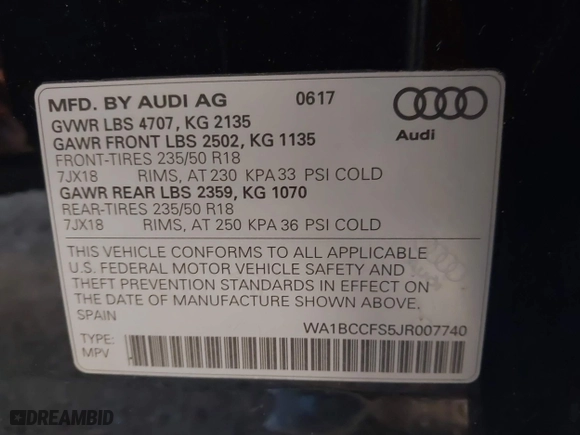 MFD. BY AUDI AG 0617
GVWR LBS 4707, KG 2135
GAWR FRONT LBS 2502, KG 1135
FRONT-TIRES 235/50 R18
7JX18 RIMS, AT 230 KPA 33 PSI COLD
GAWR REAR LBS 2359, KG 1070
REAR-TIRES 235/50 R18
7JX18 RIMS, AT 250 KPA 36 PSI COLD
Audi
THIS VEHICLE CONFORMS TO ALL APPLICABLE
U.S. FEDERAL MOTOR VEHICLE SAFETY AND
THEFT PREVENTION STANDARDS IN EFFECT ON
THE DATE OF MANUFACTURE SHOWN ABOVE.
SPAIN
WA1BCCFS5JR007740
TYPE:
MPV
DREAMBID